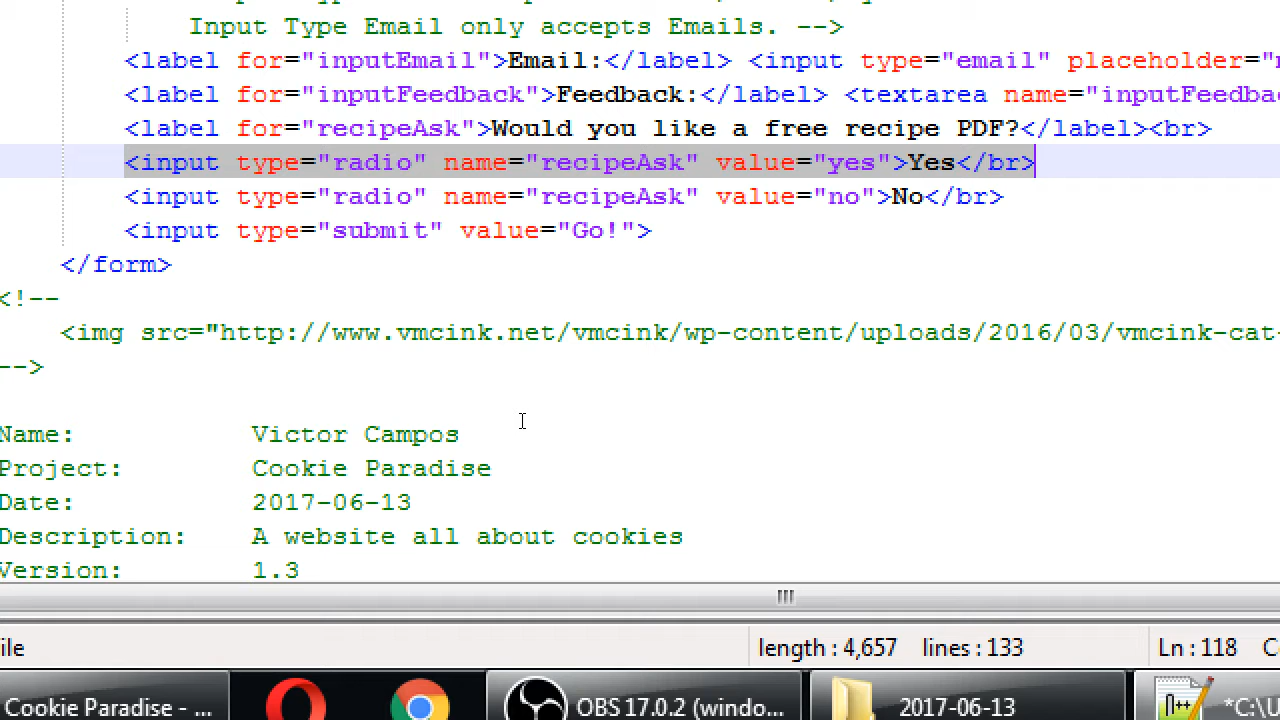 Input Type Email only accepts Emails. -->
<label for="inputEmail">Email:</label> <input type="email" placeholder="
<label for="inputFeedback">Feedback:</label> <textarea name="inputFeedba
<label for="recipeAsk">Would you like a free recipe PDF?</label><br>
<input type="radio" name="recipeAsk" value="yes">Yes</br>
<input type="radio" name="recipeAsk" value="no">No</br>
<input type="submit" value="Go!">
</form>
<!--
<img src="http://www.vmcink.net/vmcink/wp-content/uploads/2016/03/vmcink-cat-
-->
Name: Victor Campos
Project: Cookie Paradise
Date: 2017-06-13
Description: A website all about cookies
Version: 1.3
ile length : 4,657 lines : 133 Ln : 118 C
Cookie Paradise - ... OBS 17.0.2 (windo... 2017-06-13 *C:\U